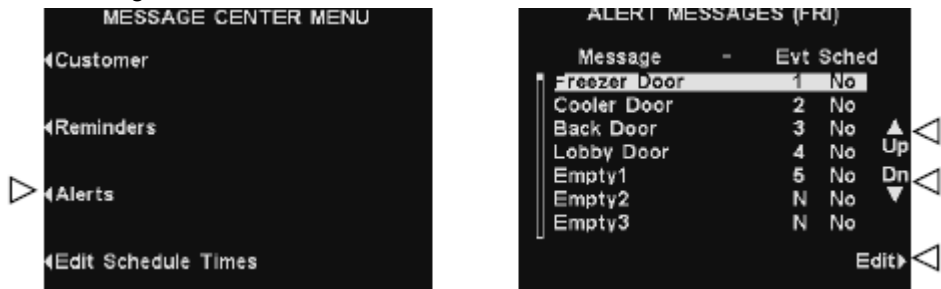 MESSAGE CENTER MENU
Customer
Reminders
Alerts
Edit Schedule Times
ALERT MESSAGES (FRI)
Message - Evt Sched
Freezer Door 1 No
Cooler Door 2 No
Back Door 3 No
Lobby Door 4 No
Empty1 5 No
Empty2 N No
Empty3 N No
Up
Dn
Edit